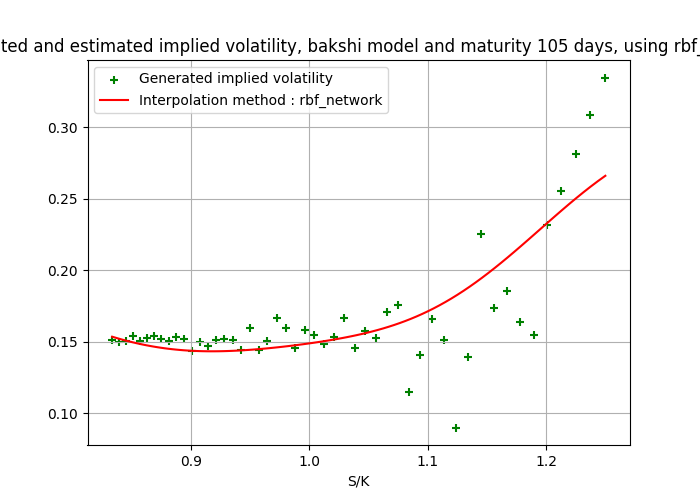 ted and estimated implied volatility, bakshi model and maturity 105 days, using rbf_
Generated implied volatility
Interpolation method : rbf_network
0.30
0.25
0.20
0.15
0.10
0.9 1.0 1.1 1.2
S/K